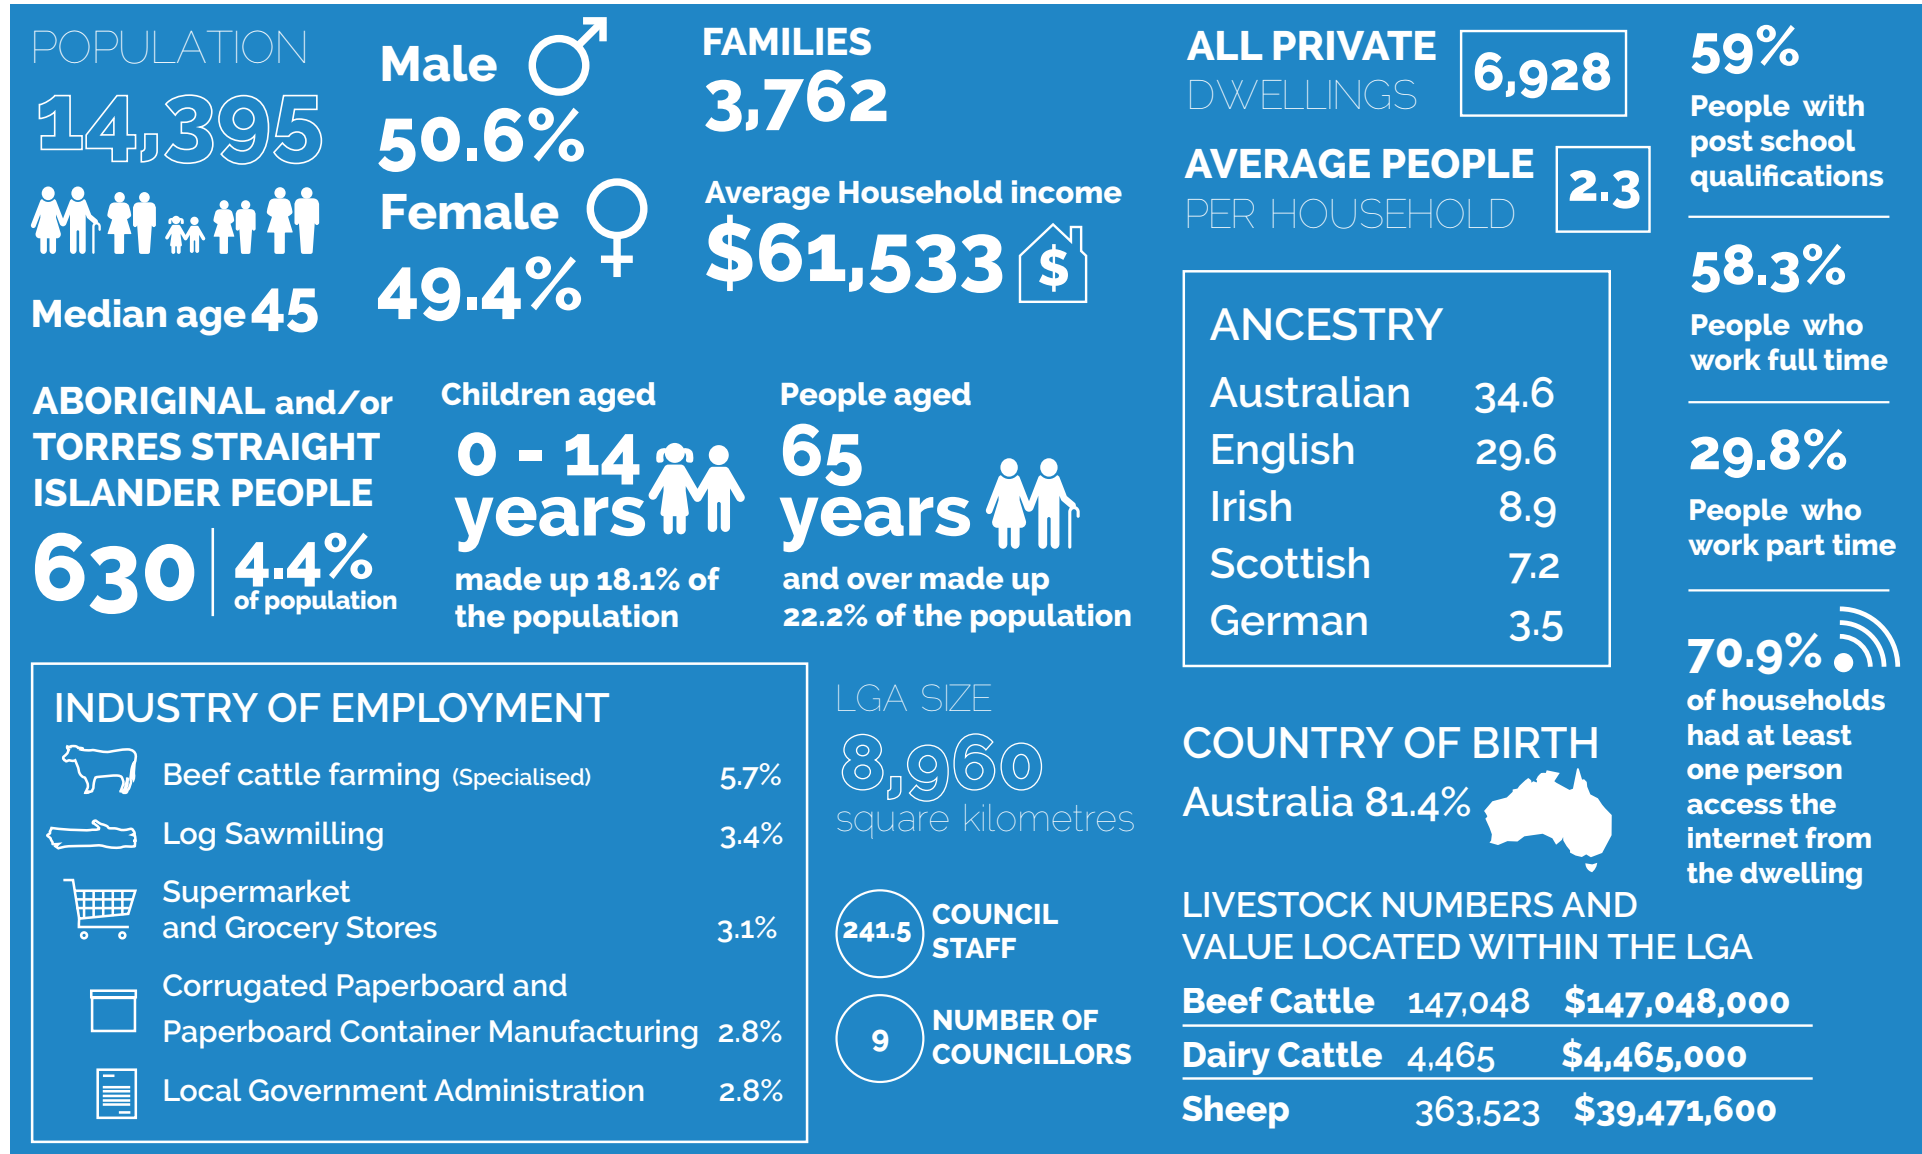 POPULATION
14,395
Median age 45
Male
50.6%
Female
49.4%
FAMILIES
3,762
Average Household income
$61,533
$
ALL PRIVATE
DWELLINGS
6,928
AVERAGE PEOPLE
PER HOUSEHOLD
2.3
59%
People with
post school
qualifications
58.3%
People who
work full time
29.8%
People who
work part time
70.9%
of households
had at least
one person
access the
internet from
the dwelling
ABORIGINAL and/or
TORRES STRAIGHT
ISLANDER PEOPLE
630
4.4%
of population
Children aged
0 - 14
years
made up 18.1% of
the population
People aged
65
years
and over made up
22.2% of the population
ANCESTRY
Australian 34.6
English 29.6
Irish 8.9
Scottish 7.2
German 3.5
INDUSTRY OF EMPLOYMENT
Beef cattle farming (Specialised) 5.7%
Log Sawmilling 3.4%
Supermarket
and Grocery Stores 3.1%
Corrugated Paperboard and
Paperboard Container Manufacturing 2.8%
Local Government Administration 2.8%
LGA SIZE
8,960
square kilometres
241.5
COUNCIL
STAFF
9
NUMBER OF
COUNCILLORS
COUNTRY OF BIRTH
Australia 81.4%
LIVESTOCK NUMBERS AND
VALUE LOCATED WITHIN THE LGA
Beef Cattle 147,048 $147,048,000
Dairy Cattle 4,465 $4,465,000
Sheep 363,523 $39,471,600